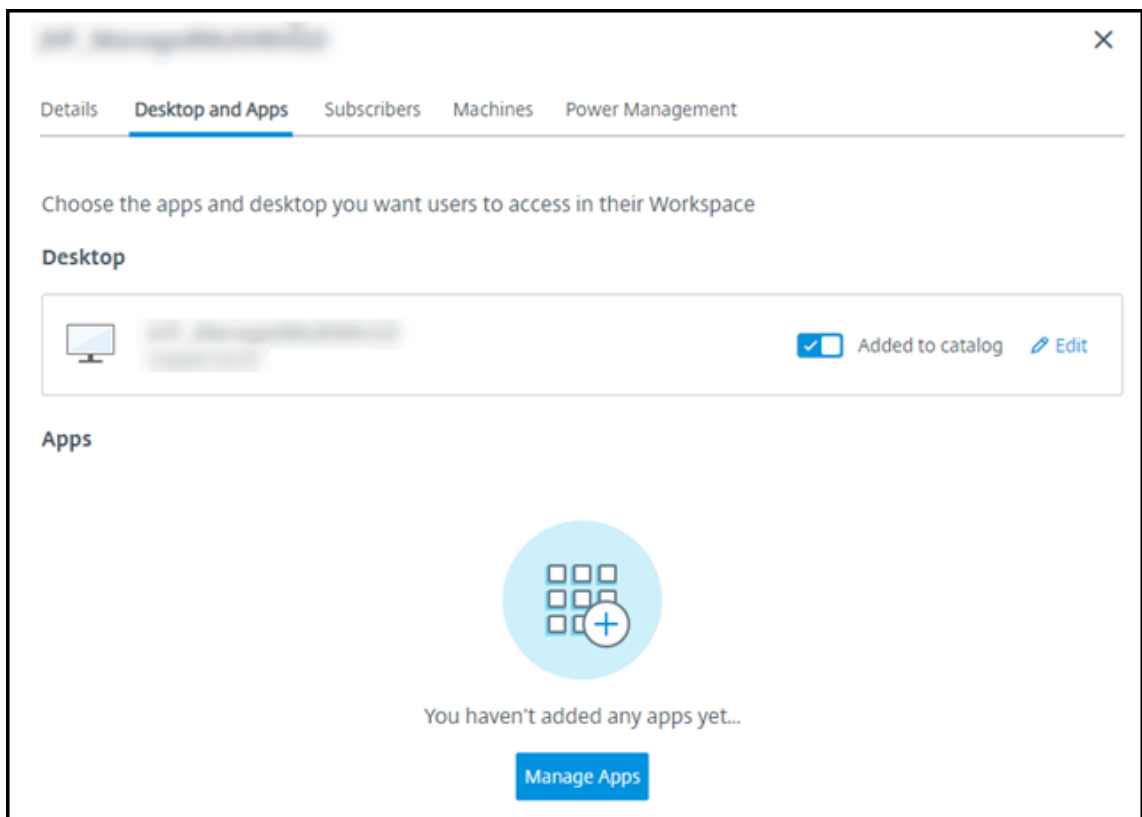 Details Desktop and Apps Subscribers Machines Power Management
Choose the apps and desktop you want users to access in their Workspace
Desktop
Added to catalog Edit
Apps
You haven't added any apps yet...
Manage Apps